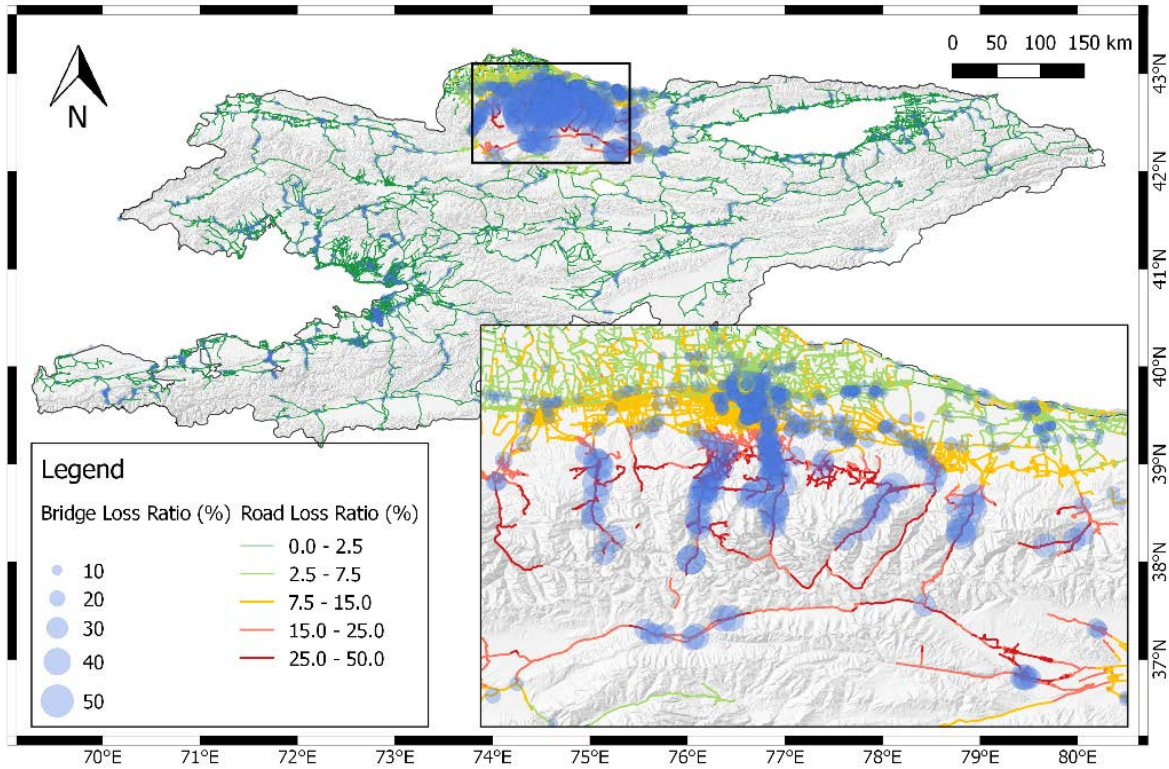 0 50 100 150 km
N
43°N
42°N
41°N
40°N
39°N
38°N
37°N
Legend
Bridge Loss Ratio (%) Road Loss Ratio (%)
10
20
30
40
50
0.0 - 2.5
2.5 - 7.5
7.5 - 15.0
15.0 - 25.0
25.0 - 50.0
70°E 71°E 72°E 73°E 74°E 75°E 76°E 77°E 78°E 79°E 80°E